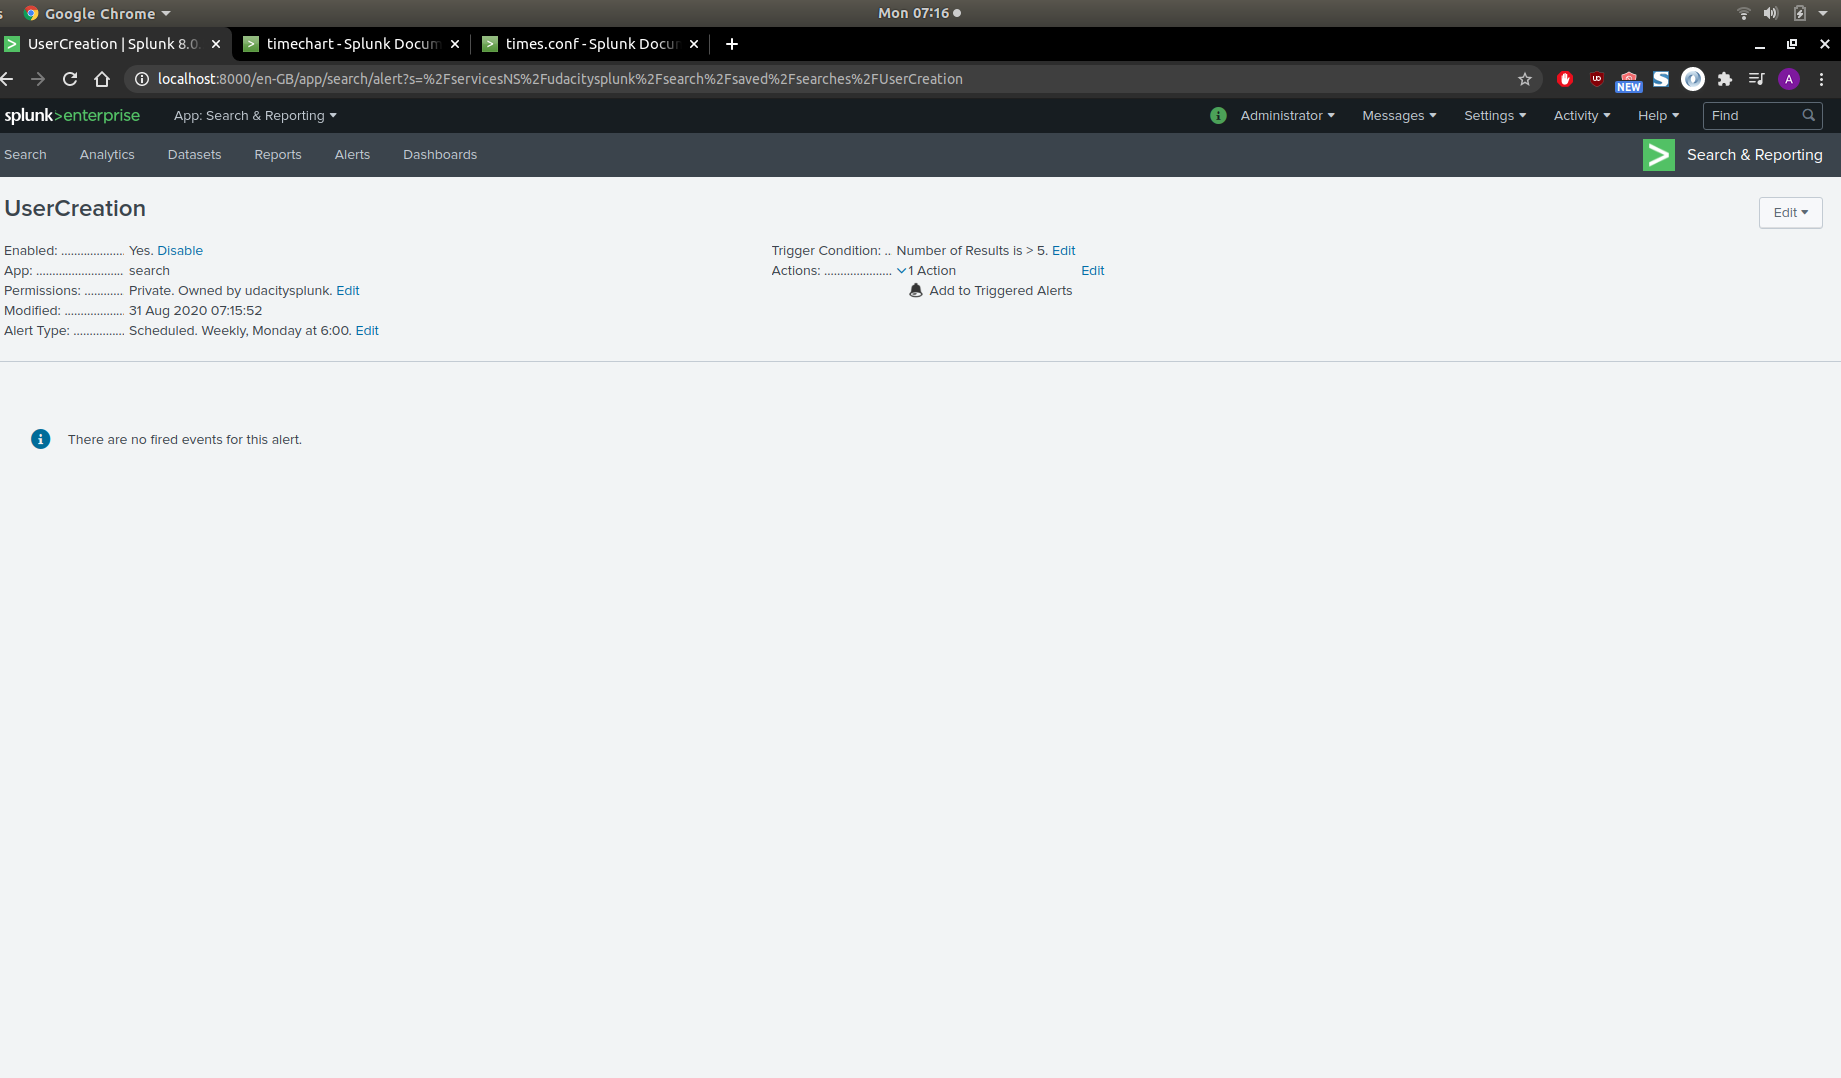 s Google Chrome Mon 07:16
UserCreation | Splunk 8.0. timechart - Splunk Docum times.conf - Splunk Docum
localhost:8000/en-GB/app/search/alert?s=%2FservicesNS%2Fudacitysplunk%2Fsearch%2Fsaved%2Fsearches%2FUserCreation NEW A
splunk>enterprise App: Search & Reporting Administrator Messages Settings Activity Help Find
Search Analytics Datasets Reports Alerts Dashboards Search & Reporting
UserCreation Edit
Enabled: .................... Yes. Disable Trigger Condition: .. Number of Results is > 5. Edit
App: ........................... search Actions: ..................... 1 Action Edit
Permissions: ............ Private. Owned by udacitysplunk. Edit Add to Triggered Alerts
Modified: ................... 31 Aug 2020 07:15:52
Alert Type: ................ Scheduled. Weekly, Monday at 6:00. Edit
There are no fired events for this alert.